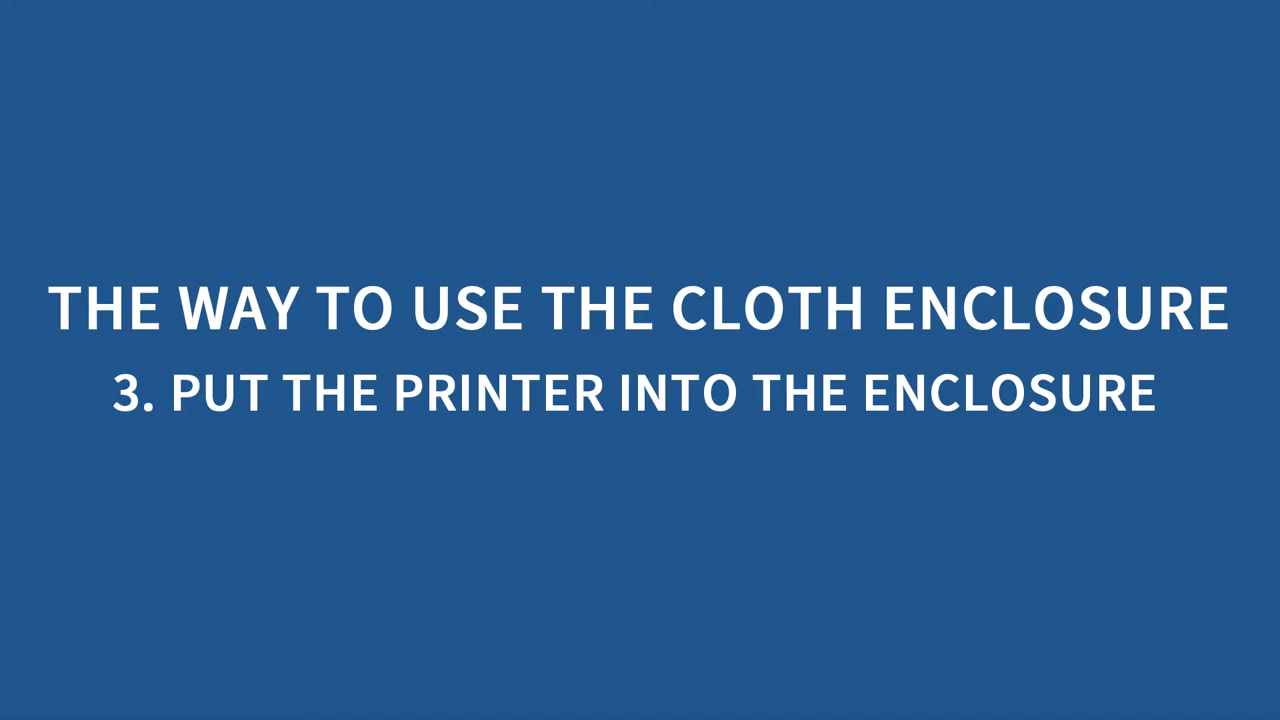 THE WAY TO USE THE CLOTH ENCLOSURE
3. PUT THE PRINTER INTO THE ENCLOSURE